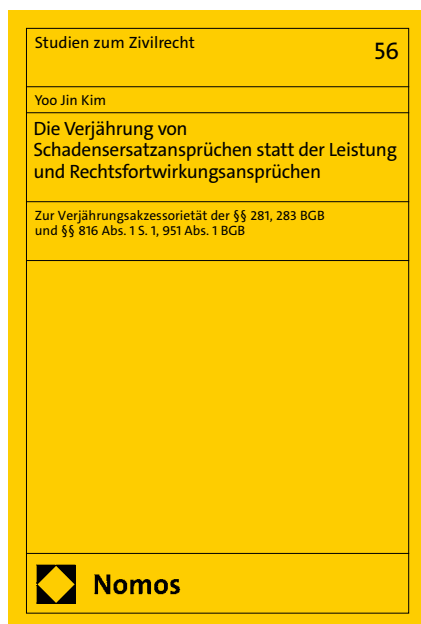 Studien zum Zivilrecht
56
Yoo Jin Kim
Die Verjährung von
Schadensersatzansprüchen statt der Leistung
und Rechtsfortwirkungsansprüchen
Zur Verjährungsakzessorietät der §§ 281, 283 BGB
und §§ 816 Abs. 1 S. 1, 951 Abs. 1 BGB
Nomos